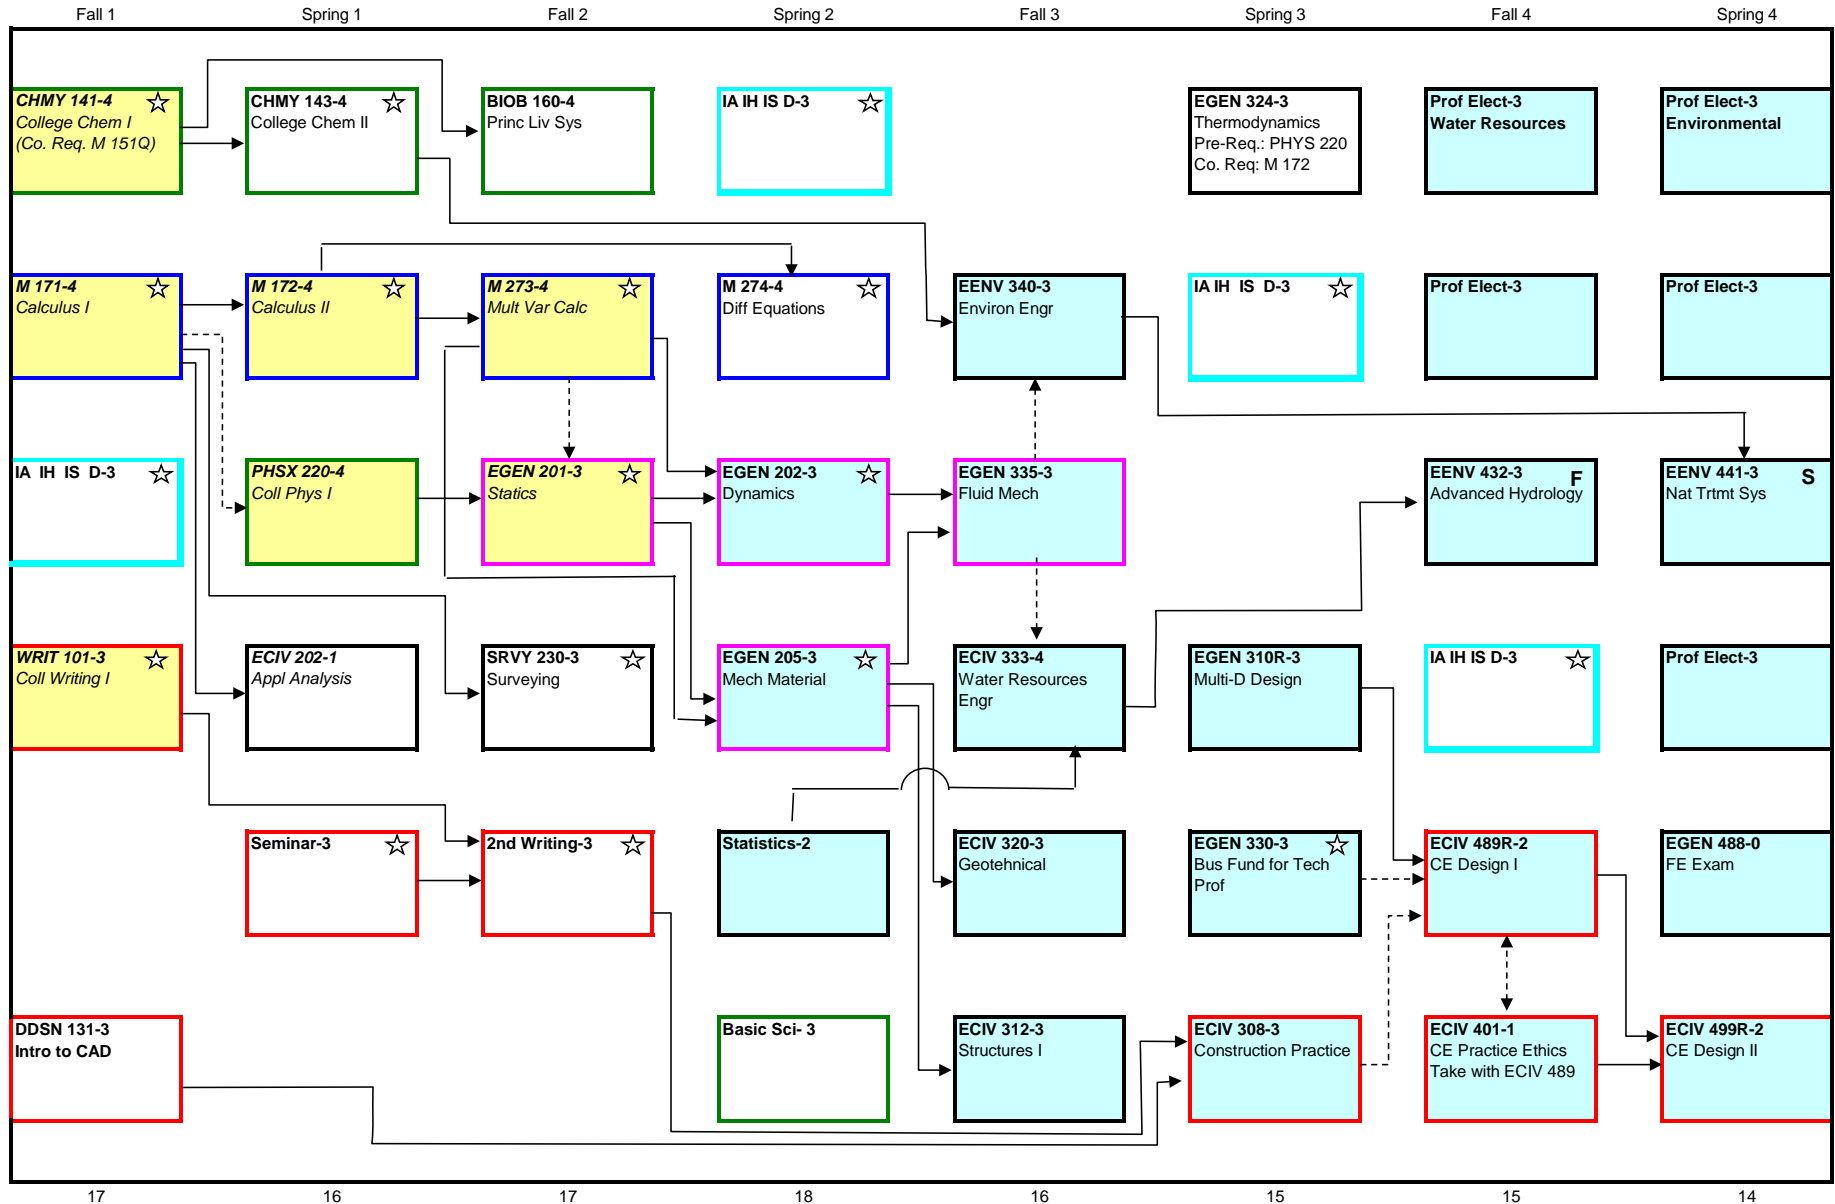 Fall 1
Spring 1
Fall 2
Spring 2
Fall 3
Spring 3
Fall 4
Spring 4
CHMY 141-4
College Chem I
(Co. Req. M 151Q)
CHMY 143-4
College Chem II
BIOB 160-4
Princ Liv Sys
IA IH IS D-3
EGEN 324-3
Thermodynamics
Pre-Req.: PHYS 220
Co. Req: M 172
Prof Elect-3
Water Resources
Prof Elect-3
Environmental
M 171-4
Calculus I
M 172-4
Calculus II
M 273-4
Mult Var Calc
M 274-4
Diff Equations
EENV 340-3
Environ Engr
IA IH IS D-3
Prof Elect-3
Prof Elect-3
IA IH IS D-3
PHSX 220-4
Coll Phys I
EGEN 201-3
Statics
EGEN 202-3
Dynamics
EGEN 335-3
Fluid Mech
EENV 432-3 F
Advanced Hydrology
EENV 441-3 S
Nat Trtmt Sys
WRIT 101-3
Coll Writing I
ECIV 202-1
Appl Analysis
SRVY 230-3
Surveying
EGEN 205-3
Mech Material
ECIV 333-4
Water Resources
Engr
EGEN 310R-3
Multi-D Design
IA IH IS D-3
Prof Elect-3
Seminar-3
2nd Writing-3
Statistics-2
ECIV 320-3
Geotehnical
EGEN 330-3
Bus Fund for Tech
Prof
ECIV 489R-2
CE Design I
EGEN 488-0
FE Exam
DDSN 131-3
Intro to CAD
Basic Sci- 3
ECIV 312-3
Structures I
ECIV 308-3
Construction Practice
ECIV 401-1
CE Practice Ethics
Take with ECIV 489
ECIV 499R-2
CE Design II
17
16
17
18
16
15
15
14